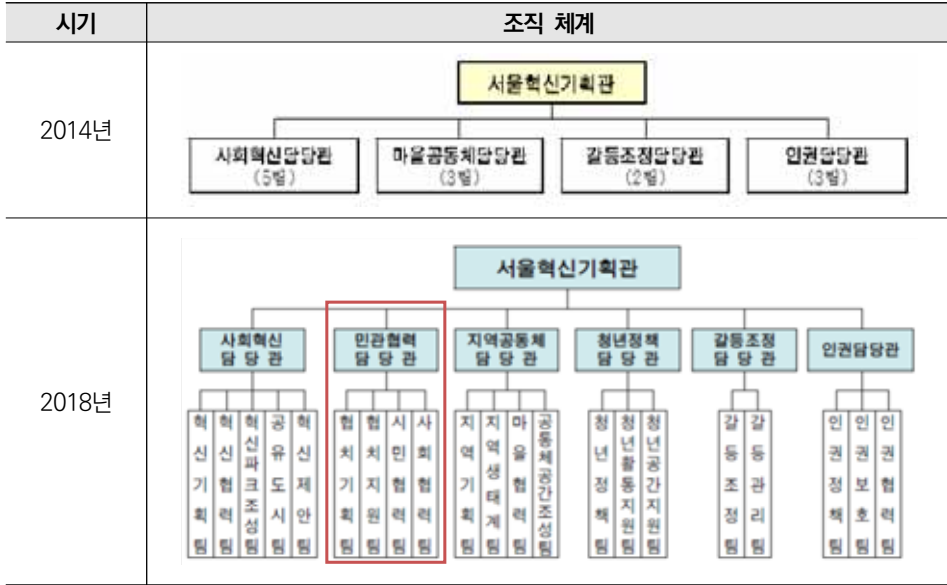 시기 조직 체계
2014년
서울혁신기획관
사회혁신담당관 마을공동체담당관 갈등조정담당관 인권담당관
(5팀) (3팀) (2팀) (3팀)
2018년
서울혁신기획관
사회혁신 담당관
민관협력 담당관
지역공동체 담당관
청년정책 담당관
갈등조정 담당관
인권담당관
혁신기획팀
혁신협력팀
혁신파크조성팀
공유도시팀
혁신제안팀
협치기획팀
협치지원팀
시민협력팀
사회협력팀
지역기획팀
지역생태계팀
마을협력팀
공동체공간조성팀
청년정책팀
청년활동지원팀
청년공간지원팀
갈등조정팀
갈등관리팀
인권정책팀
인권보호팀
인권협력팀